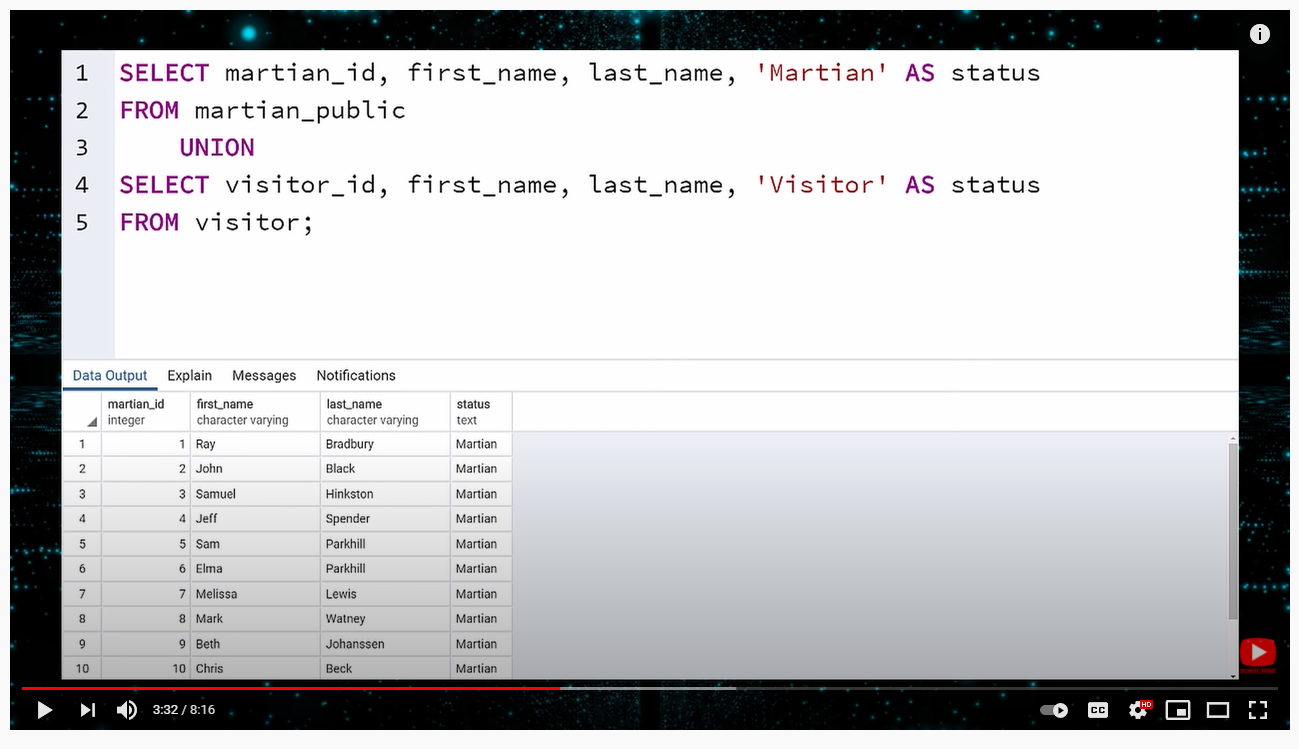 1 SELECT martian_id, first_name, last_name, 'Martian' AS status
2 FROM martian_public
3 UNION
4 SELECT visitor_id, first_name, last_name, 'Visitor' AS status
5 FROM visitor;
Data Output Explain Messages Notifications
martian_id first_name last_name status
integer character varying character varying text
1 1 Ray Bradbury Martian
2 2 John Black Martian
3 3 Samuel Hinkston Martian
4 4 Jeff Spender Martian
5 5 Sam Parkhill Martian
6 6 Elma Parkhill Martian
7 7 Melissa Lewis Martian
8 8 Mark Watney Martian
9 9 Beth Johanssen Martian
10 10 Chris Beck Martian
SUBSCRIBE
3:32 / 8:16 CC HD